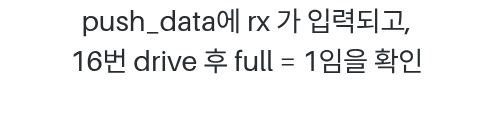 push_data에 rx 가 입력되고,
16번 drive 후 full = 1임을 확인